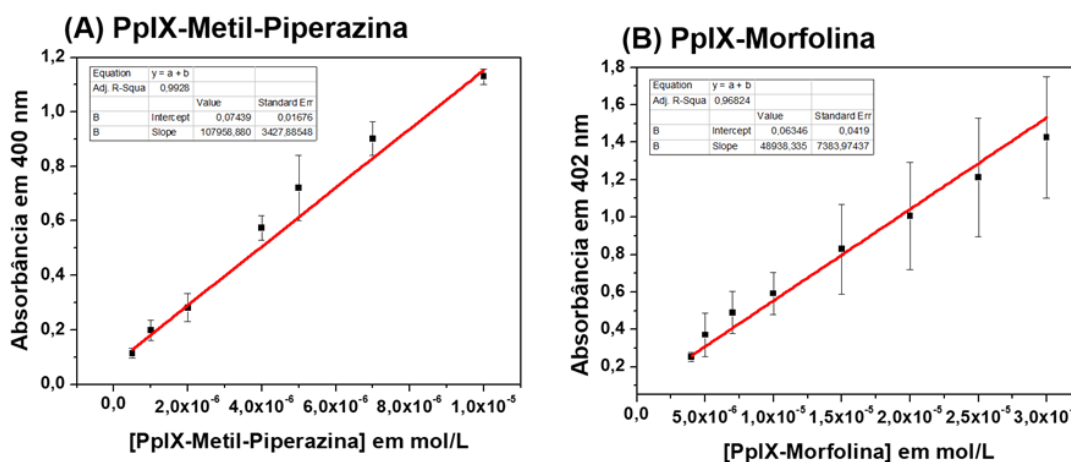 (A) PpIX-Metil-Piperazina
Absorbância em 400 nm
1,2
1,0
0,8
0,6
0,4
0,2
0,0
Equation y = a + b
Adj. R-Squa 0,9928
Value Standard Err
B Intercept 0,07439 0,01676
B Slope 107958,880 3427,88548
0,0 2,0x10⁻⁶ 4,0x10⁻⁶ 6,0x10⁻⁶ 8,0x10⁻⁶ 1,0x10⁻⁵
[PpIX-Metil-Piperazina] em mol/L
(B) PpIX-Morfolina
Absorbância em 402 nm
1,8
1,6
1,4
1,2
1,0
0,8
0,6
0,4
0,2
Equation y = a + b
Adj. R-Squa 0,96824
Value Standard Err
B Intercept 0,06346 0,0419
B Slope 48938,335 7383,97437
0,0 5,0x10⁻⁶ 1,0x10⁻⁵ 1,5x10⁻⁵ 2,0x10⁻⁵ 2,5x10⁻⁵ 3,0x10
[PpIX-Morfolina] em mol/L